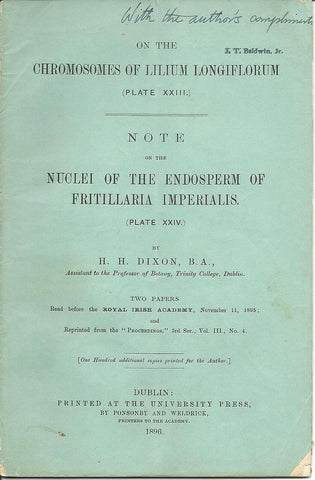 With the author's compliments
J. T. Baldwin, Jr.
ON THE
CHROMOSOMES OF LILIUM LONGIFLORUM
(PLATE XXIII.)
NOTE
ON THE
NUCLEI OF THE ENDOSPERM OF
FRITILLARIA IMPERIALIS.
(PLATE XXIV.)
BY
H. H. DIXON, B.A.,
Assistant to the Professor of Botany, Trinity College, Dublin.
TWO PAPERS
Read before the ROYAL IRISH ACADEMY, November 11, 1895;
and
Reprinted from the "PROCEEDINGS," 3rd Ser., Vol. III., No. 4.
[One Hundred additional copies printed for the Author.]
DUBLIN:
PRINTED AT THE UNIVERSITY PRESS,
BY PONSONBY AND WELDRICK,
PRINTERS TO THE ACADEMY.
1896.